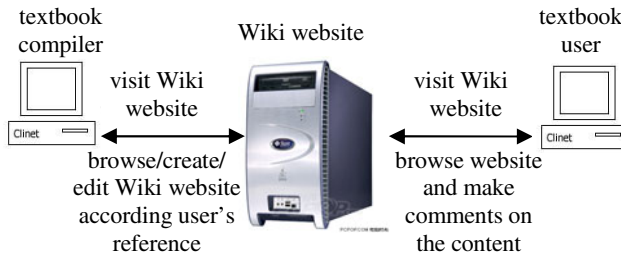 textbook
compiler
Wiki website
textbook
user
visit Wiki
website
visit Wiki
website
Clinet
Clinet
browse/create/
edit Wiki website
according user's
reference
browse website
and make
comments on
the content